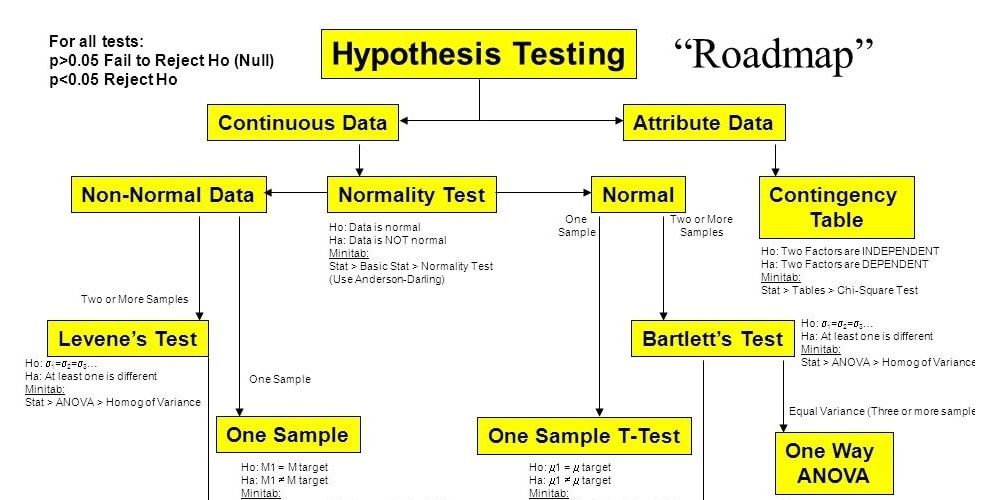 For all tests:
p>0.05 Fail to Reject Ho (Null)
p<0.05 Reject Ho
Hypothesis Testing
“Roadmap”
Continuous Data
Attribute Data
Non-Normal Data
Normality Test
Normal
Contingency
Table
Ho: Data is normal
Ha: Data is NOT normal
Minitab:
Stat > Basic Stat > Normality Test
(Use Anderson-Darling)
One
Sample
Two or More
Samples
Ho: Two Factors are INDEPENDENT
Ha: Two Factors are DEPENDENT
Minitab:
Stat > Tables > Chi-Square Test
Two or More Samples
Levene’s Test
Ho: σ₁=σ₂=σ₃...
Ha: At least one is different
Minitab:
Stat > ANOVA > Homog of Variance
Bartlett’s Test
Ho: σ₁=σ₂=σ₃...
Ha: At least one is different
Minitab:
Stat > ANOVA > Homog of Variance
One Sample
Equal Variance (Three or more sample
One Sample
One Sample T-Test
One Way
ANOVA
Ho: M1 = M target
Ha: M1 ≠ M target
Minitab:
Ho: μ1 = μ target
Ha: μ1 ≠ μ target
Minitab: